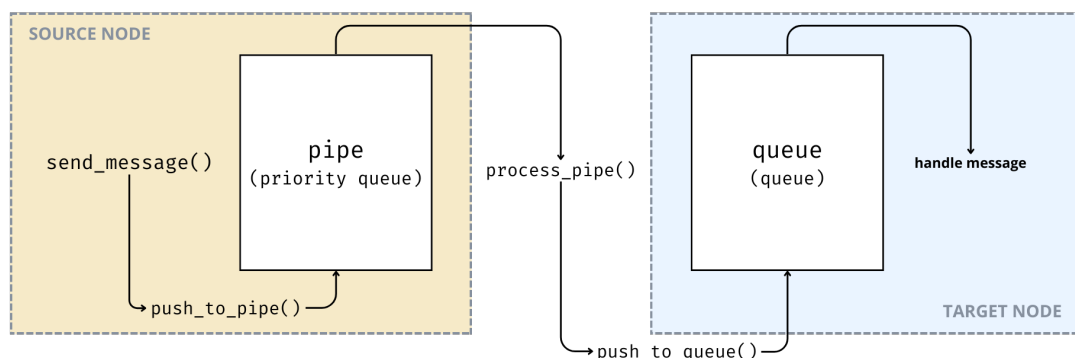 SOURCE NODE
send_message()
push_to_pipe()
pipe
(priority queue)
process_pipe()
push_to_queue()
queue
(queue)
handle message
TARGET NODE